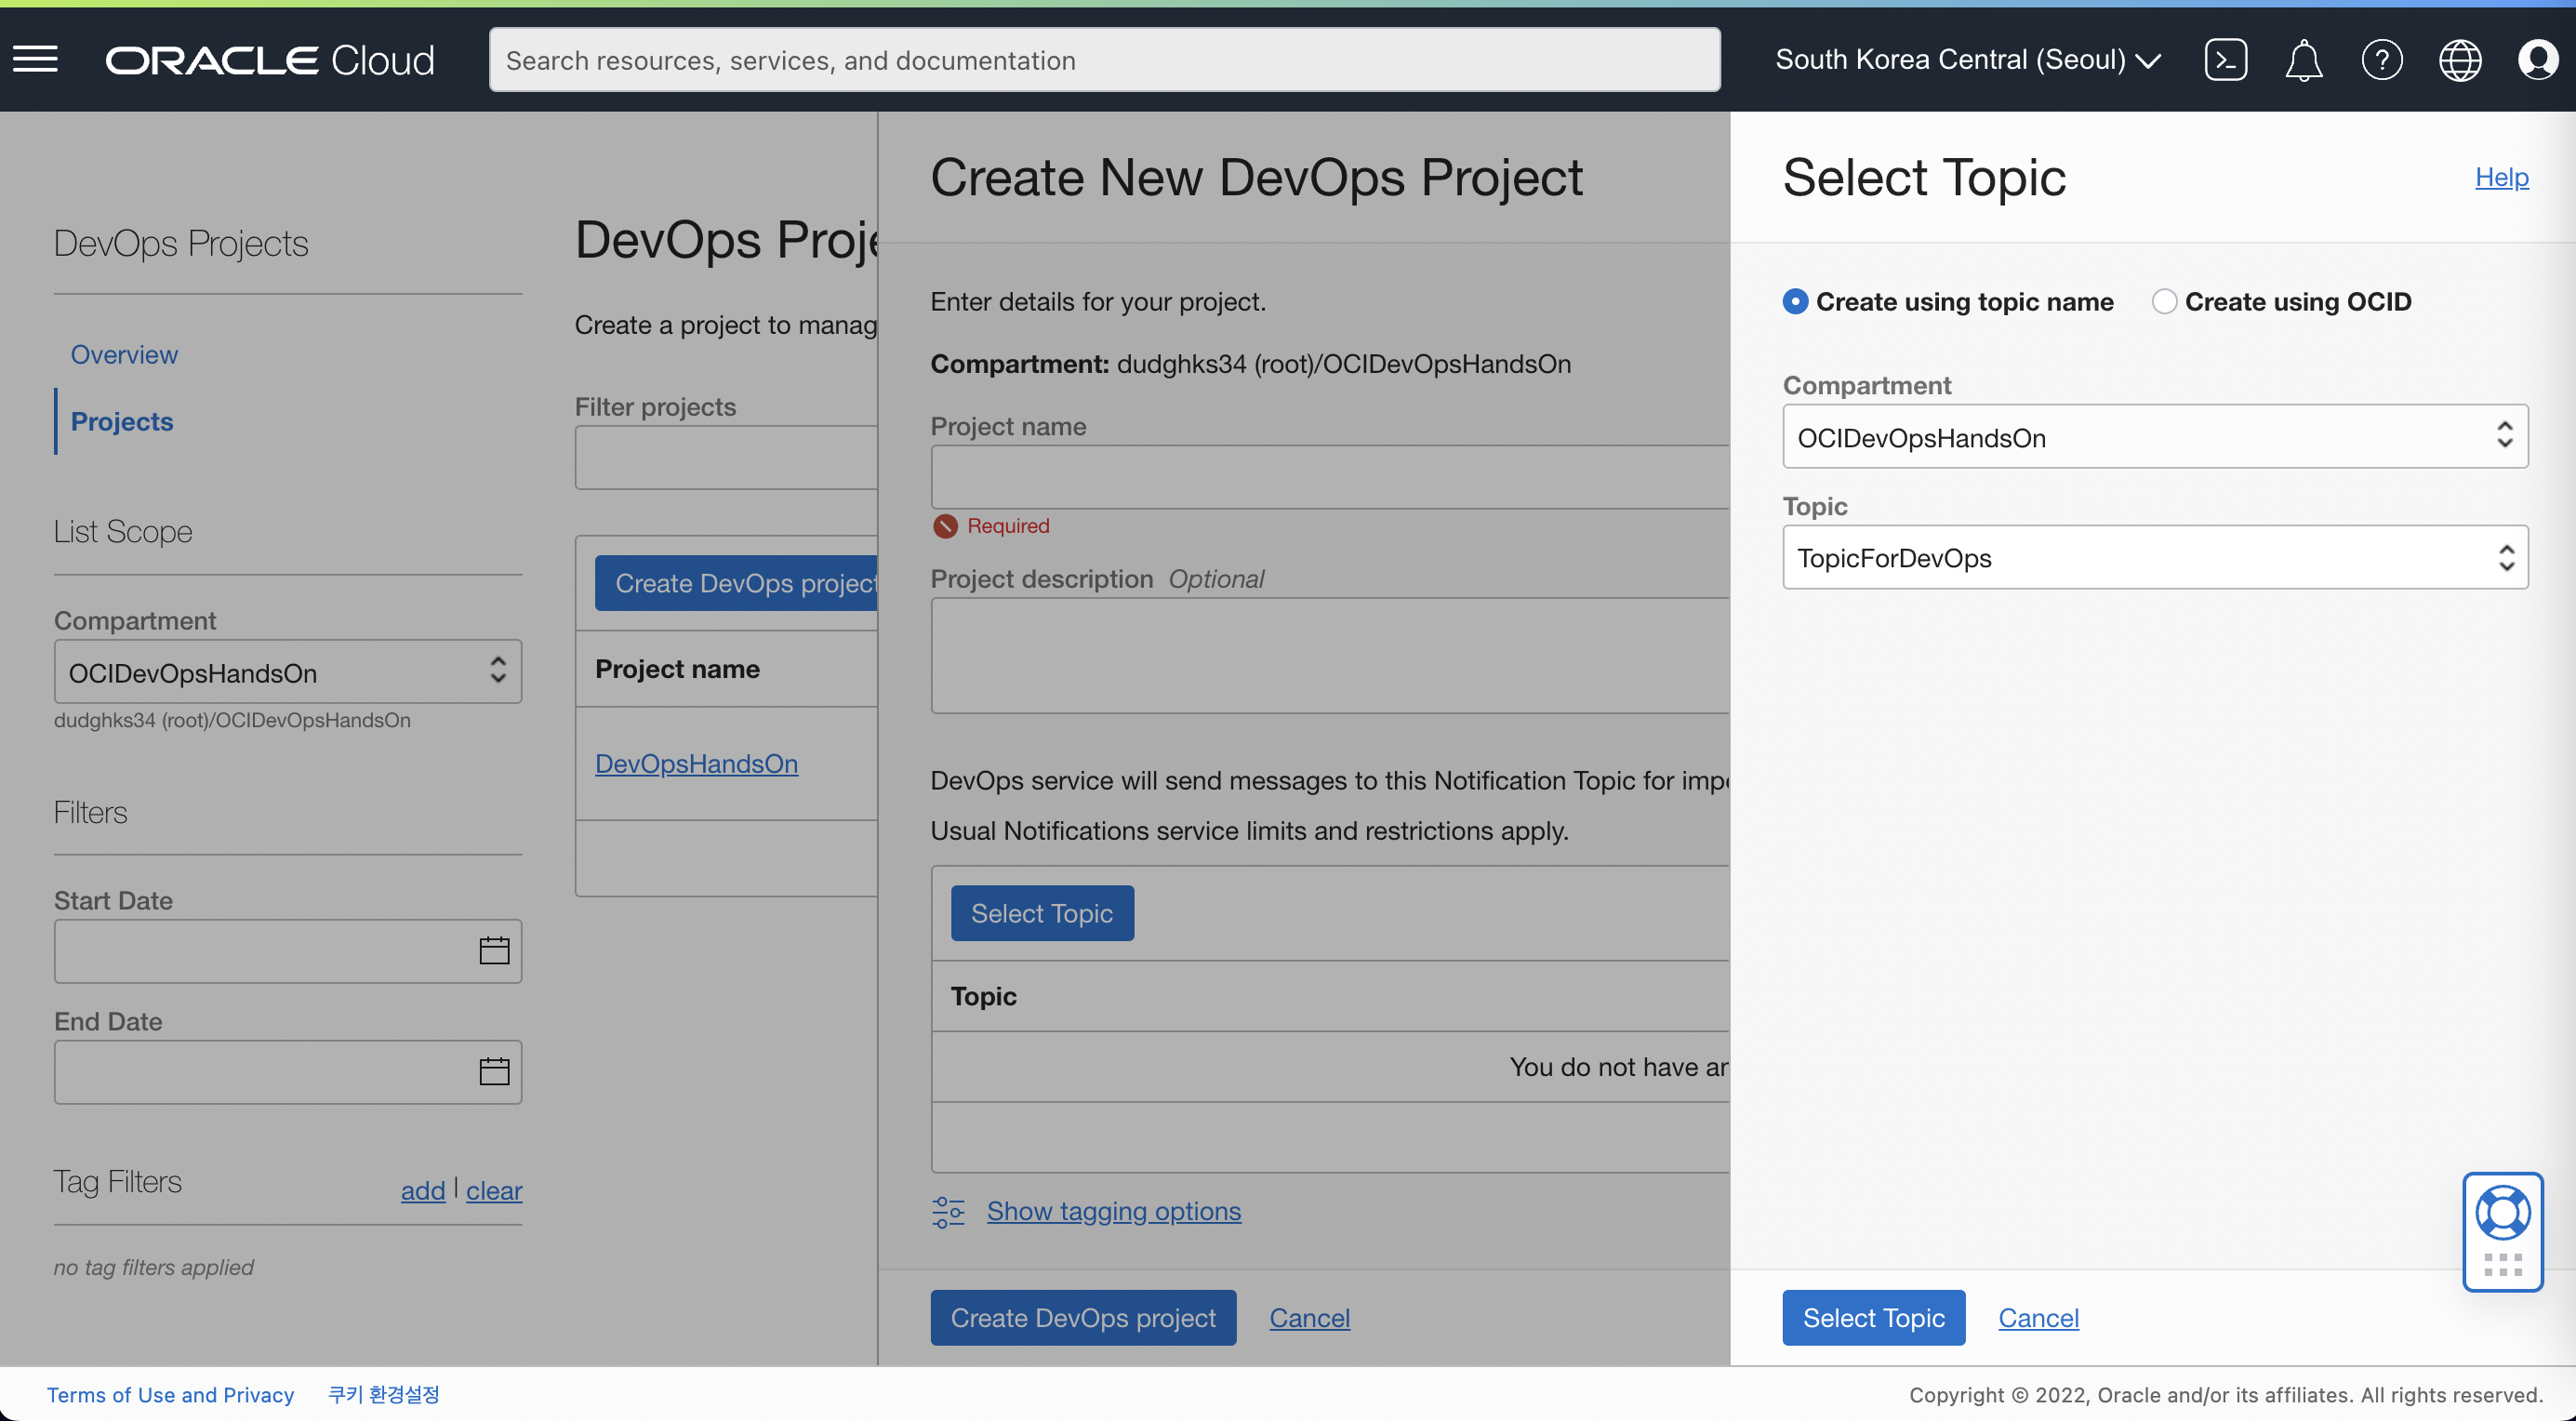 ORACLE Cloud
Search resources, services, and documentation
South Korea Central (Seoul)
DevOps Projects
Overview
Projects
List Scope
Compartment
OCIDevOpsHandsOn
dudghks34 (root)/OCIDevOpsHandsOn
Filters
Start Date
End Date
Tag Filters
add | clear
no tag filters applied
DevOps Proje
Create a project to manag
Filter projects
Create DevOps project
Project name
DevOpsHandsOn
Create New DevOps Project
Enter details for your project.
Compartment: dudghks34 (root)/OCIDevOpsHandsOn
Project name
Required
Project description Optional
DevOps service will send messages to this Notification Topic for impo
Usual Notifications service limits and restrictions apply.
Select Topic
Topic
You do not have an
Show tagging options
Create DevOps project Cancel
Select Topic
Help
Create using topic name Create using OCID
Compartment
OCIDevOpsHandsOn
Topic
TopicForDevOps
Select Topic Cancel
Terms of Use and Privacy 쿠키 환경설정
Copyright © 2022, Oracle and/or its affiliates. All rights reserved.